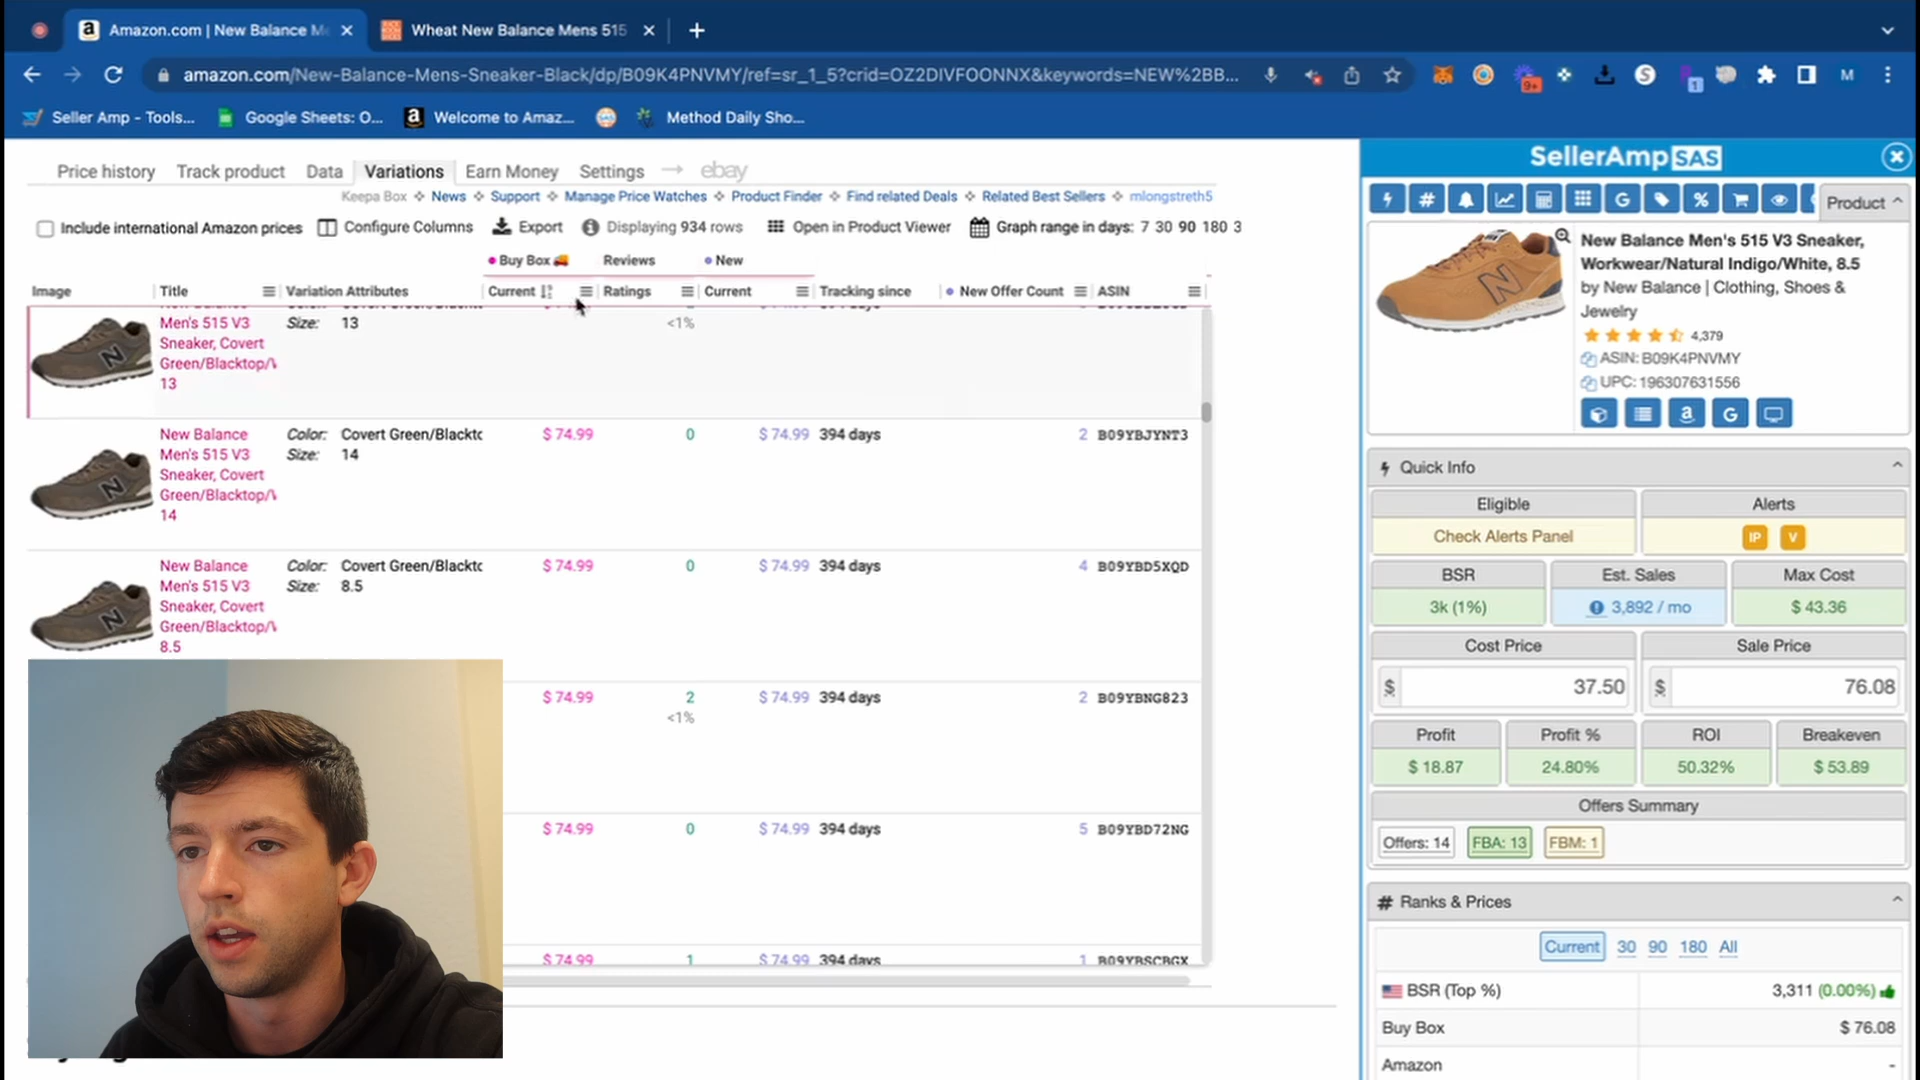 Amazon.com | New Balance M
Wheat New Balance Mens 515
amazon.com/New-Balance-Mens-Sneaker-Black/dp/B09K4PNVMY/ref=sr_1_5?crid=OZ2DIVFOONNX&keywords=NEW%2BB...
9+
1
M
Seller Amp - Tools...
Google Sheets: O...
Welcome to Amaz...
Method Daily Sho...
Price history
Track product
Data
Variations
Earn Money
Settings
ebay
Keepa Box
News
Support
Manage Price Watches
Product Finder
Find related Deals
Related Best Sellers
mlongstreth5
Include international Amazon prices
Configure Columns
Export
Displaying 934 rows
Open in Product Viewer
Graph range in days: 7 30 90 180 3
Buy Box
Reviews
New
Image
Title
Variation Attributes
Current
Ratings
Current
Tracking since
New Offer Count
ASIN
Men's 515 V3
Sneaker, Covert
Green/Blacktop/
13
Size: 13
<1%
New Balance
Men's 515 V3
Sneaker, Covert
Green/Blacktop/
14
Color: Covert Green/Blackto
Size: 14
$ 74.99
0
$ 74.99
394 days
2
B09YBJYNT3
New Balance
Men's 515 V3
Sneaker, Covert
Green/Blacktop/
8.5
Color: Covert Green/Blackto
Size: 8.5
$ 74.99
0
$ 74.99
394 days
4
B09YBD5XQD
$ 74.99
2
<1%
$ 74.99
394 days
2
B09YBNG823
$ 74.99
0
$ 74.99
394 days
5
B09YBD72NG
$ 74.99
1
$ 74.99
394 days
1
B09YBSCBGX
SellerAmp SAS
Product
New Balance Men's 515 V3 Sneaker,
Workwear/Natural Indigo/White, 8.5
by New Balance | Clothing, Shoes &
Jewelry
4,379
ASIN: B09K4PNVMY
UPC: 196307631556
Quick Info
Eligible
Alerts
Check Alerts Panel
IP
V
BSR
Est. Sales
Max Cost
3k (1%)
3,892 / mo
$ 43.36
Cost Price
Sale Price
$ 37.50
$ 76.08
Profit
Profit %
ROI
Breakeven
$ 18.87
24.80%
50.32%
$ 53.89
Offers Summary
Offers: 14
FBA: 13
FBM: 1
# Ranks & Prices
Current 30 90 180 All
BSR (Top %)
3,311 (0.00%)
Buy Box
$ 76.08
Amazon
-